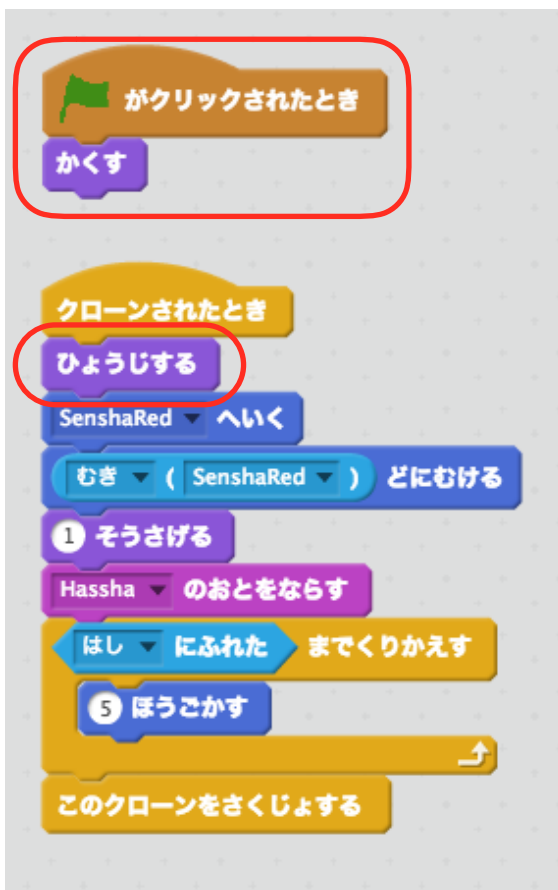 がクリックされたとき
かくす
クローンされたとき
ひょうじする
SenshaRed へいく
むき ( SenshaRed ) どにむける
1 そうさげる
Hassha のおとをならす
はし にふれた までくりかえす
5 ほうごかす
このクローンをさくじょする